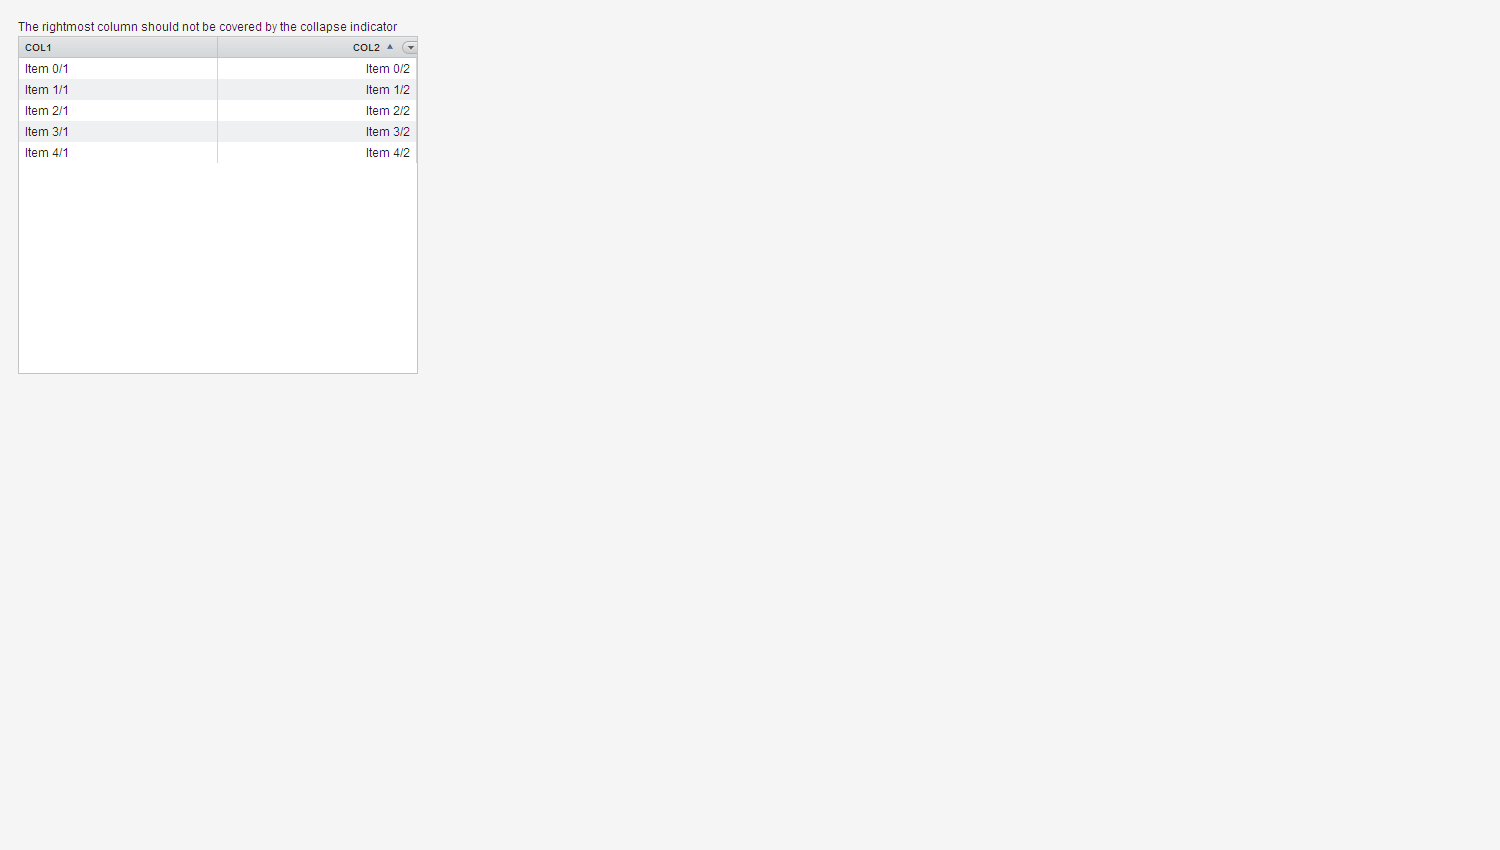 The rightmost column should not be covered by the collapse indicator
COL1 COL2
Item 0/1 Item 0/2
Item 1/1 Item 1/2
Item 2/1 Item 2/2
Item 3/1 Item 3/2
Item 4/1 Item 4/2